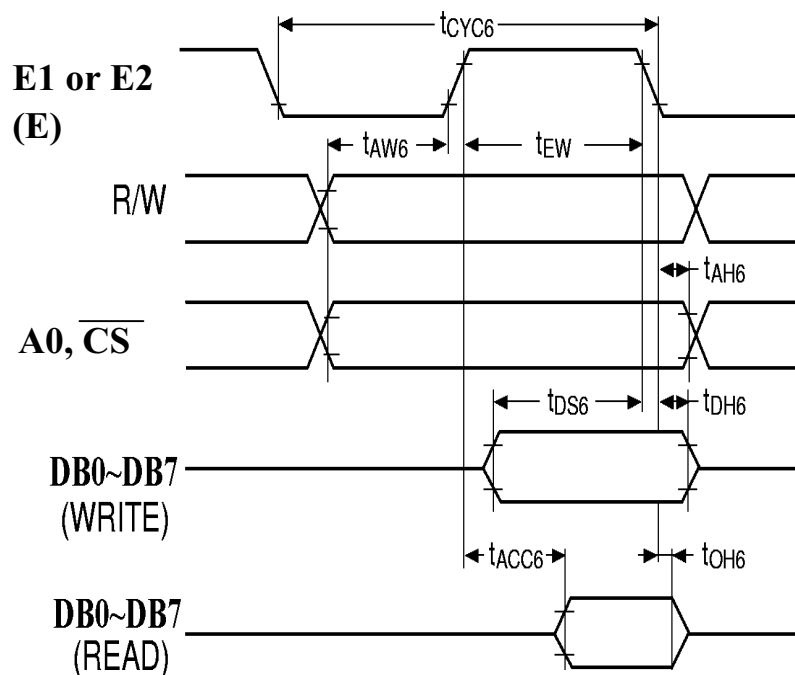 tCYC6
E1 or E2
(E)
tAW6
tEW
R/W
tAH6
A0, CS
tDS6
tDH6
DB0~DB7
(WRITE)
tACC6
tOH6
DB0~DB7
(READ)